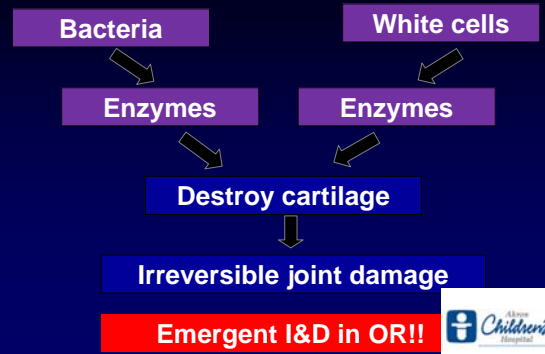 Bacteria
White cells
Enzymes
Enzymes
Destroy cartilage
Irreversible joint damage
Emergent I&D in OR!!
Akron
Children's
Hospital